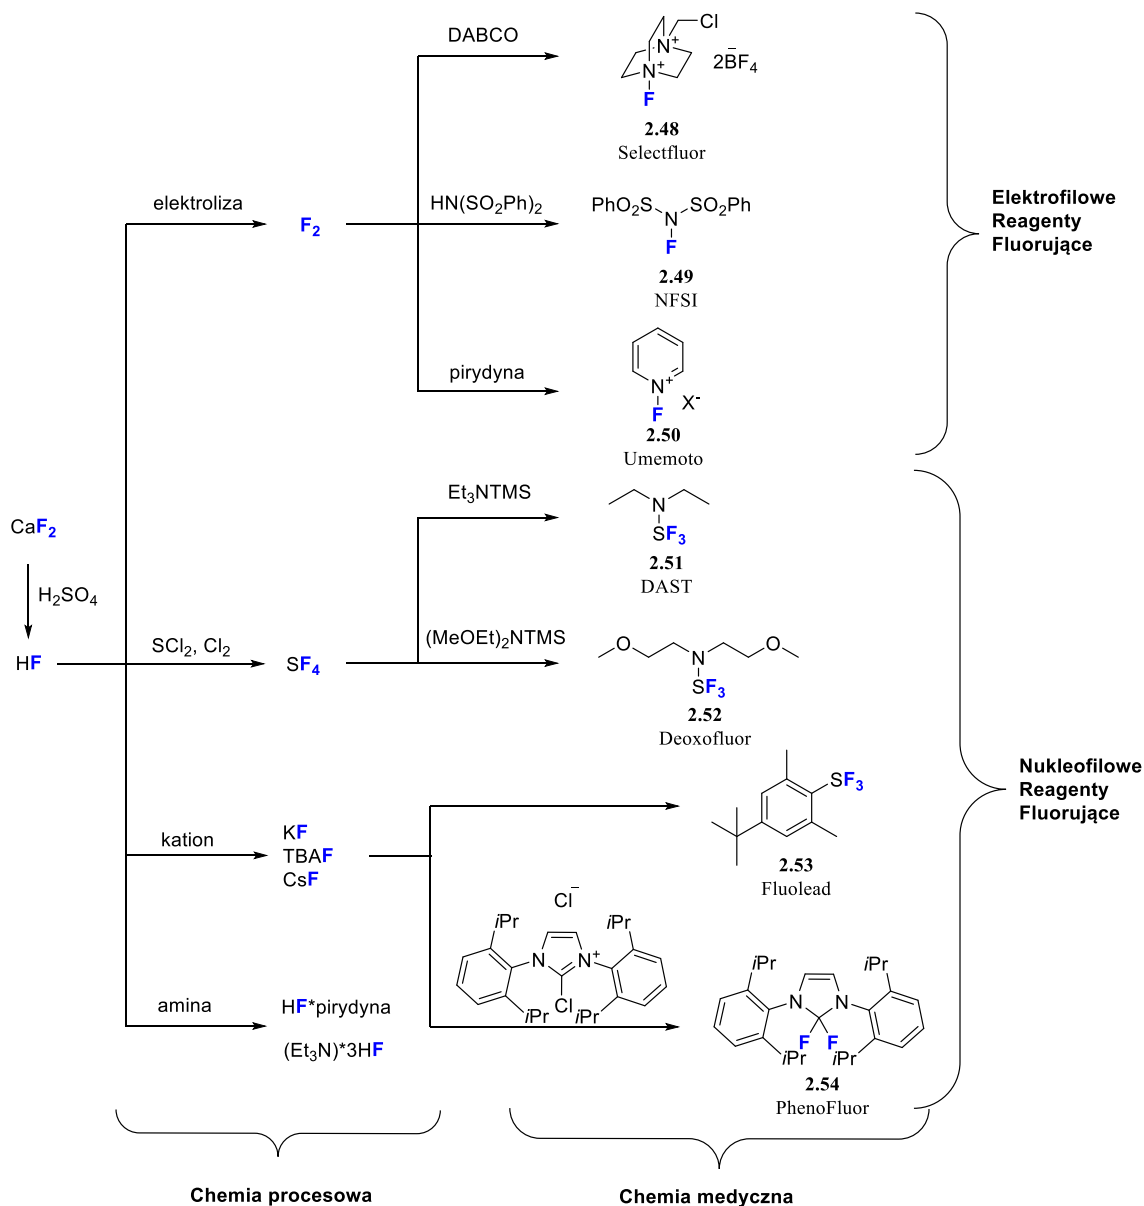 DABCO
Cl
N+
N+
F
2B̄F₄
2.48
Selectfluor
elektroliza
F₂
HN(SO₂Ph)₂
PhO₂S
SO₂Ph
N
F
2.49
NFSI
Elektrofilowe
Reagenty
Fluorujące
pirydyna
N+
F
X-
2.50
Umemoto
Et₃NTMS
N
SF₃
2.51
DAST
CaF₂
H₂SO₄
HF
SCl₂, Cl₂
SF₄
(MeOEt)₂NTMS
O
N
O
SF₃
2.52
Deoxofluor
SF₃
2.53
Fluolead
Nukleofilowe
Reagenty
Fluorujące
kation
KF
TBAF
CsF
Cl⁻
iPr
iPr
N
N+
Cl
iPr
iPr
amina
HF*pirydyna
(Et₃N)*3HF
iPr
iPr
N
N
F
F
iPr
iPr
2.54
PhenoFluor
Chemia procesowa
Chemia medyczna